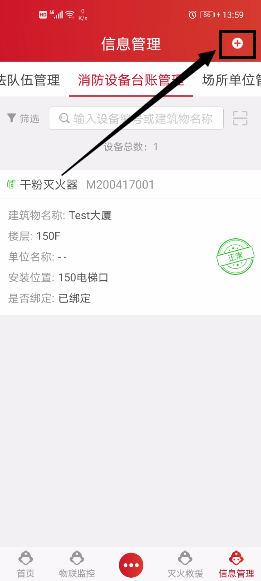 HD 5G 0 K/s 56 13:59
信息管理
法队伍管理 消防设备台账管理 场所单位管
筛选 输入设备编号或建筑物名称
设备总数: 1
干粉灭火器 M200417001
建筑物名称: Test大厦
楼层: 150F
单位名称: --
安装位置: 150电梯口
是否绑定: 已绑定
正常
首页 物联监控 灭火救援 信息管理